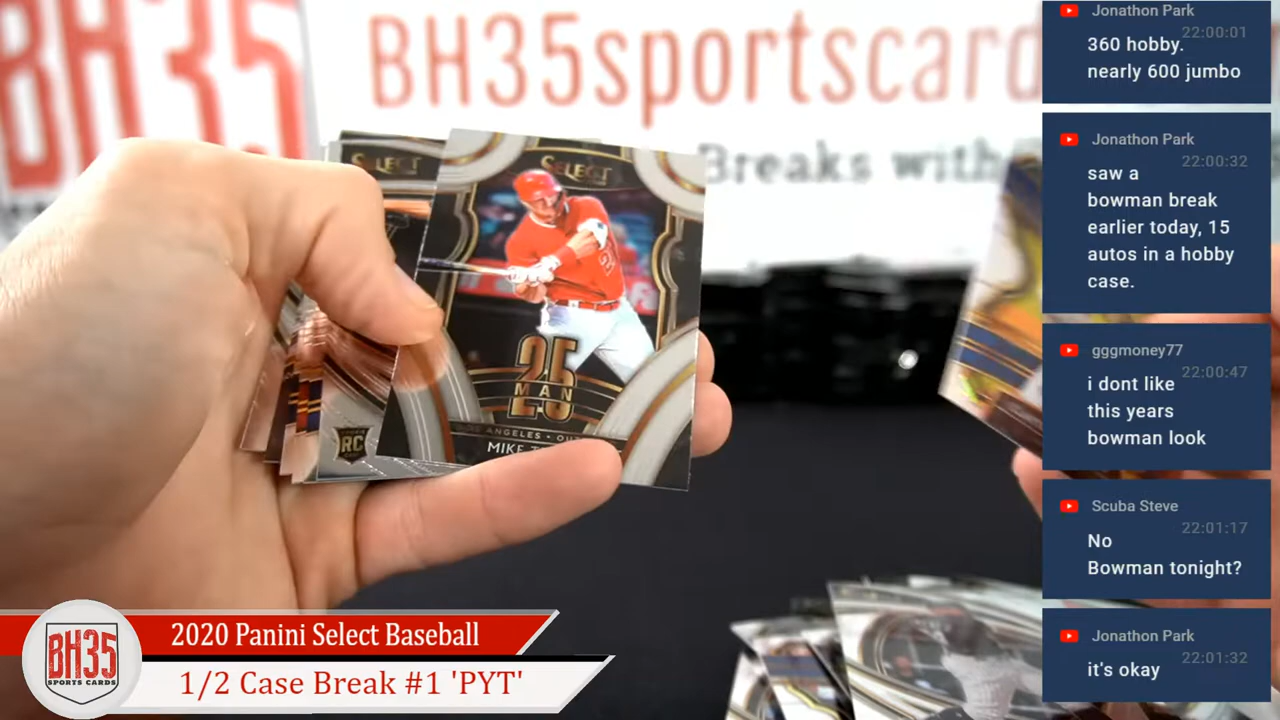 BH35
BH35sportscard
Breaks with
SELECT
SELECT
2
25
MAN
LOS ANGELES •
MIKE
RC
Jonathon Park
22:00:01
360 hobby.
nearly 600 jumbo
Jonathon Park
22:00:32
saw a
bowman break
earlier today, 15
autos in a hobby
case.
gggmoney77
22:00:47
i dont like
this years
bowman look
Scuba Steve
22:01:17
No
Bowman tonight?
Jonathon Park
22:01:32
it's okay
BH35
SPORTS CARDS
2020 Panini Select Baseball
1/2 Case Break #1 'PYT'